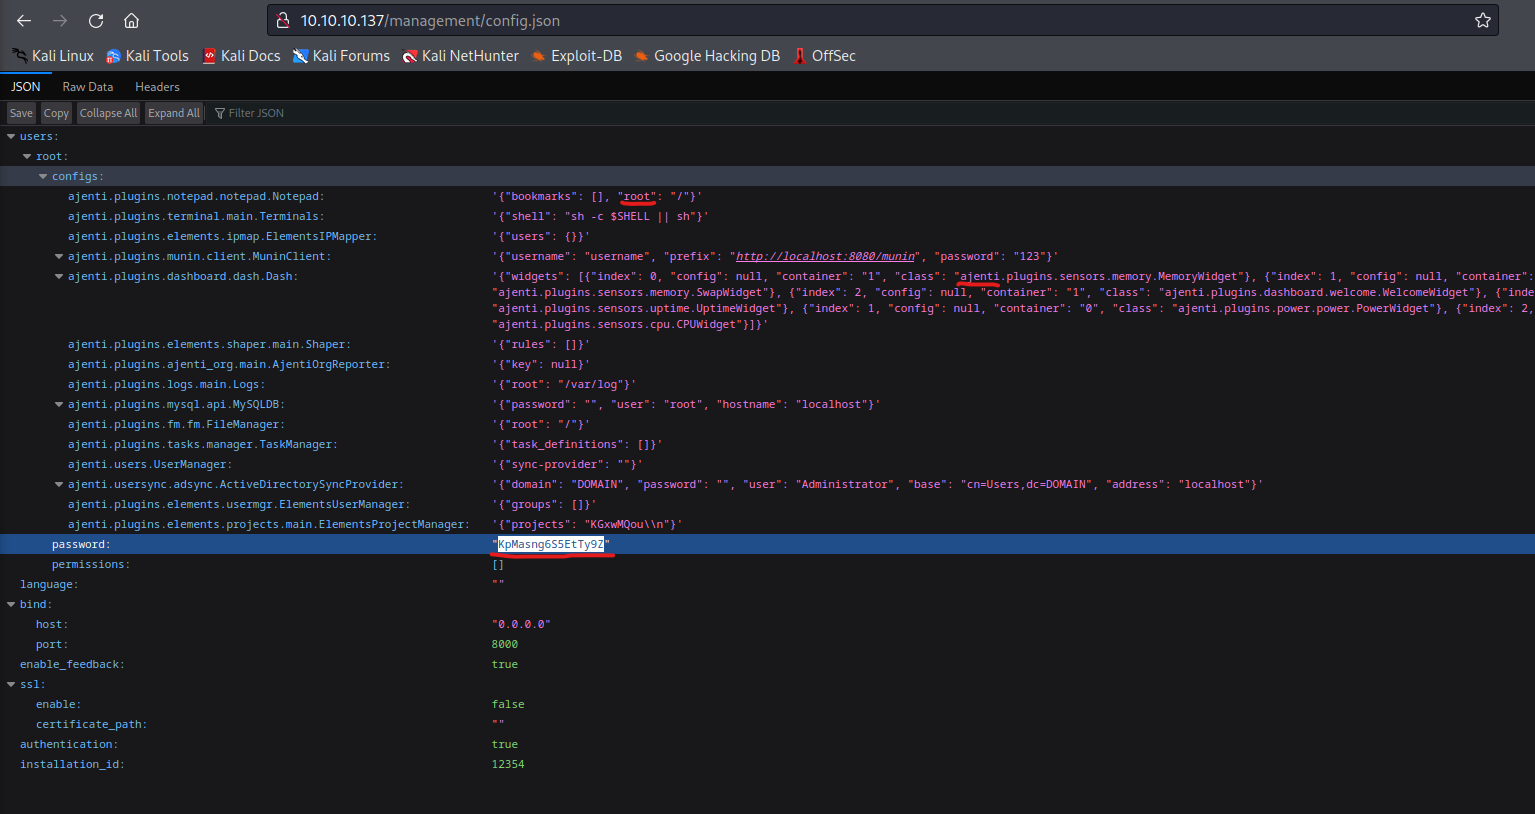 10.10.10.137/management/config.json
Kali Linux Kali Tools Kali Docs Kali Forums Kali NetHunter Exploit-DB Google Hacking DB OffSec
JSON Raw Data Headers
Save Copy Collapse All Expand All Filter JSON
users:
root:
configs:
ajenti.plugins.notepad.notepad.Notepad: '{"bookmarks": [], "root": "/"}'
ajenti.plugins.terminal.main.Terminals: '{"shell": "sh -c $SHELL || sh"}'
ajenti.plugins.elements.ipmap.ElementsIPMapper: '{"users": {}}'
ajenti.plugins.munin.client.MuninClient: '{"username": "username", "prefix": "http://localhost:8080/munin", "password": "123"}'
ajenti.plugins.dashboard.dash.Dash: '{"widgets": [{"index": 0, "config": null, "container": "1", "class": "ajenti.plugins.sensors.memory.MemoryWidget"}, {"index": 1, "config": null, "container":
"ajenti.plugins.sensors.memory.SwapWidget"}, {"index": 2, "config": null, "container": "1", "class": "ajenti.plugins.dashboard.welcome.WelcomeWidget"}, {"inde
"ajenti.plugins.sensors.uptime.UptimeWidget"}, {"index": 1, "config": null, "container": "0", "class": "ajenti.plugins.power.power.PowerWidget"}, {"index": 2,
"ajenti.plugins.sensors.cpu.CPUWidget"}]}'
ajenti.plugins.elements.shaper.main.Shaper: '{"rules": []}'
ajenti.plugins.ajenti_org.main.AjentiOrgReporter: '{"key": null}'
ajenti.plugins.logs.main.Logs: '{"root": "/var/log"}'
ajenti.plugins.mysql.api.MySQLDB: '{"password": "", "user": "root", "hostname": "localhost"}'
ajenti.plugins.fm.fm.FileManager: '{"root": "/"}'
ajenti.plugins.tasks.manager.TaskManager: '{"task_definitions": []}'
ajenti.users.UserManager: '{"sync-provider": ""}'
ajenti.usersync.adsync.ActiveDirectorySyncProvider: '{"domain": "DOMAIN", "password": "", "user": "Administrator", "base": "cn=Users,dc=DOMAIN", "address": "localhost"}'
ajenti.plugins.elements.usermgr.ElementsUserManager: '{"groups": []}'
ajenti.plugins.elements.projects.main.ElementsProjectManager: '{"projects": "KGxwMQou\\n"}'
password: "KpMasng6S5EtTy9Z"
permissions: []
language: ""
bind:
host: "0.0.0.0"
port: 8000
enable_feedback: true
ssl:
enable: false
certificate_path: ""
authentication: true
installation_id: 12354